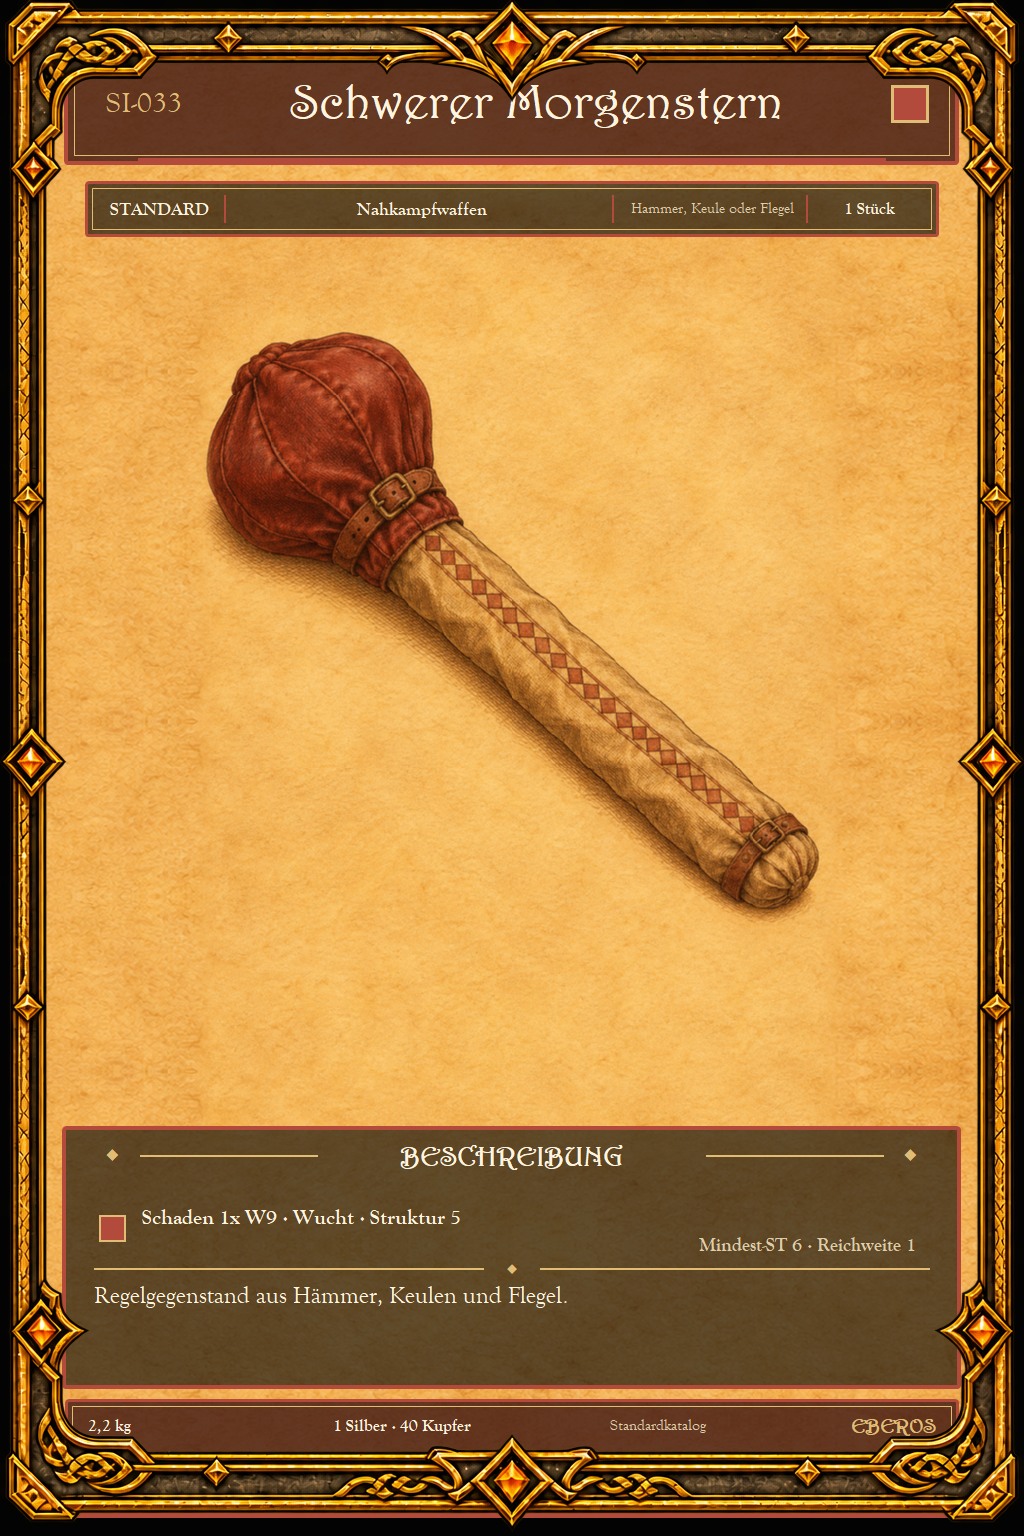 SI-033
Schwerer Morgenstern
STANDARD
Nahkampfwaffen
Hammer, Keule oder Flegel
1 Stück
BESCHREIBUNG
Schaden 1x W9 · Wucht · Struktur 5
Mindest-ST 6 · Reichweite 1
Regelgegenstand aus Hämmer, Keulen und Flegel.
2,2 kg
1 Silber · 40 Kupfer
Standardkatalog
EBEROS